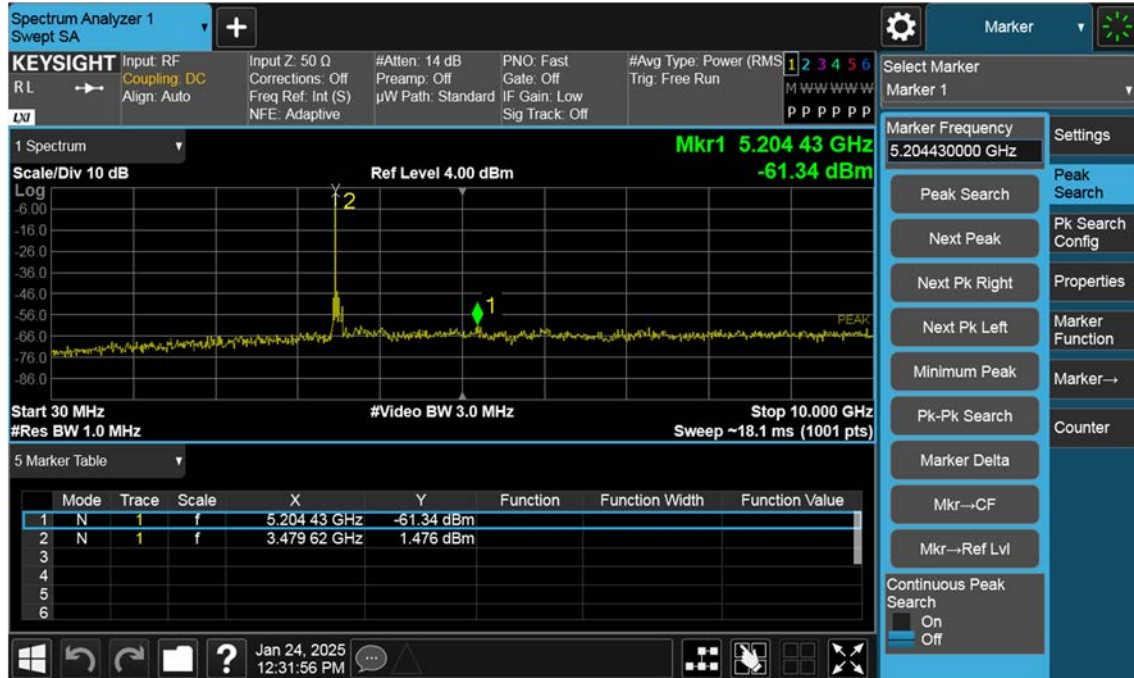 Spectrum Analyzer 1
Swept SA
+
Marker
KEYSIGHT
RL
LXI
Input: RF
Coupling: DC
Align: Auto
Input Z: 50 Ω
Corrections: Off
Freq Ref: Int (S)
NFE: Adaptive
#Atten: 14 dB
Preamp: Off
µW Path: Standard
PNO: Fast
Gate: Off
IF Gain: Low
Sig Track: Off
#Avg Type: Power (RMS
Trig: Free Run
1 2 3 4 5 6
M W W W W W
P P P P P P
Select Marker
Marker 1
1 Spectrum
Mkr1 5.204 43 GHz
-61.34 dBm
Scale/Div 10 dB
Ref Level 4.00 dBm
Log
-6.00
-16.0
-26.0
-36.0
-46.0
-56.0
-66.0
-76.0
-86.0
2
1
PEAK
Start 30 MHz
#Video BW 3.0 MHz
Stop 10.000 GHz
#Res BW 1.0 MHz
Sweep ~18.1 ms (1001 pts)
5 Marker Table
Mode Trace Scale X Y Function Function Width Function Value
1 N 1 f 5.204 43 GHz -61.34 dBm
2 N 1 f 3.479 62 GHz 1.476 dBm
3
4
5
6
Marker Frequency
5.204430000 GHz
Peak Search
Next Peak
Next Pk Right
Next Pk Left
Minimum Peak
Pk-Pk Search
Marker Delta
Mkr→CF
Mkr→Ref Lvl
Continuous Peak
Search
On
Off
Settings
Peak
Search
Pk Search
Config
Properties
Marker
Function
Marker→
Counter
?
Jan 24, 2025
12:31:56 PM